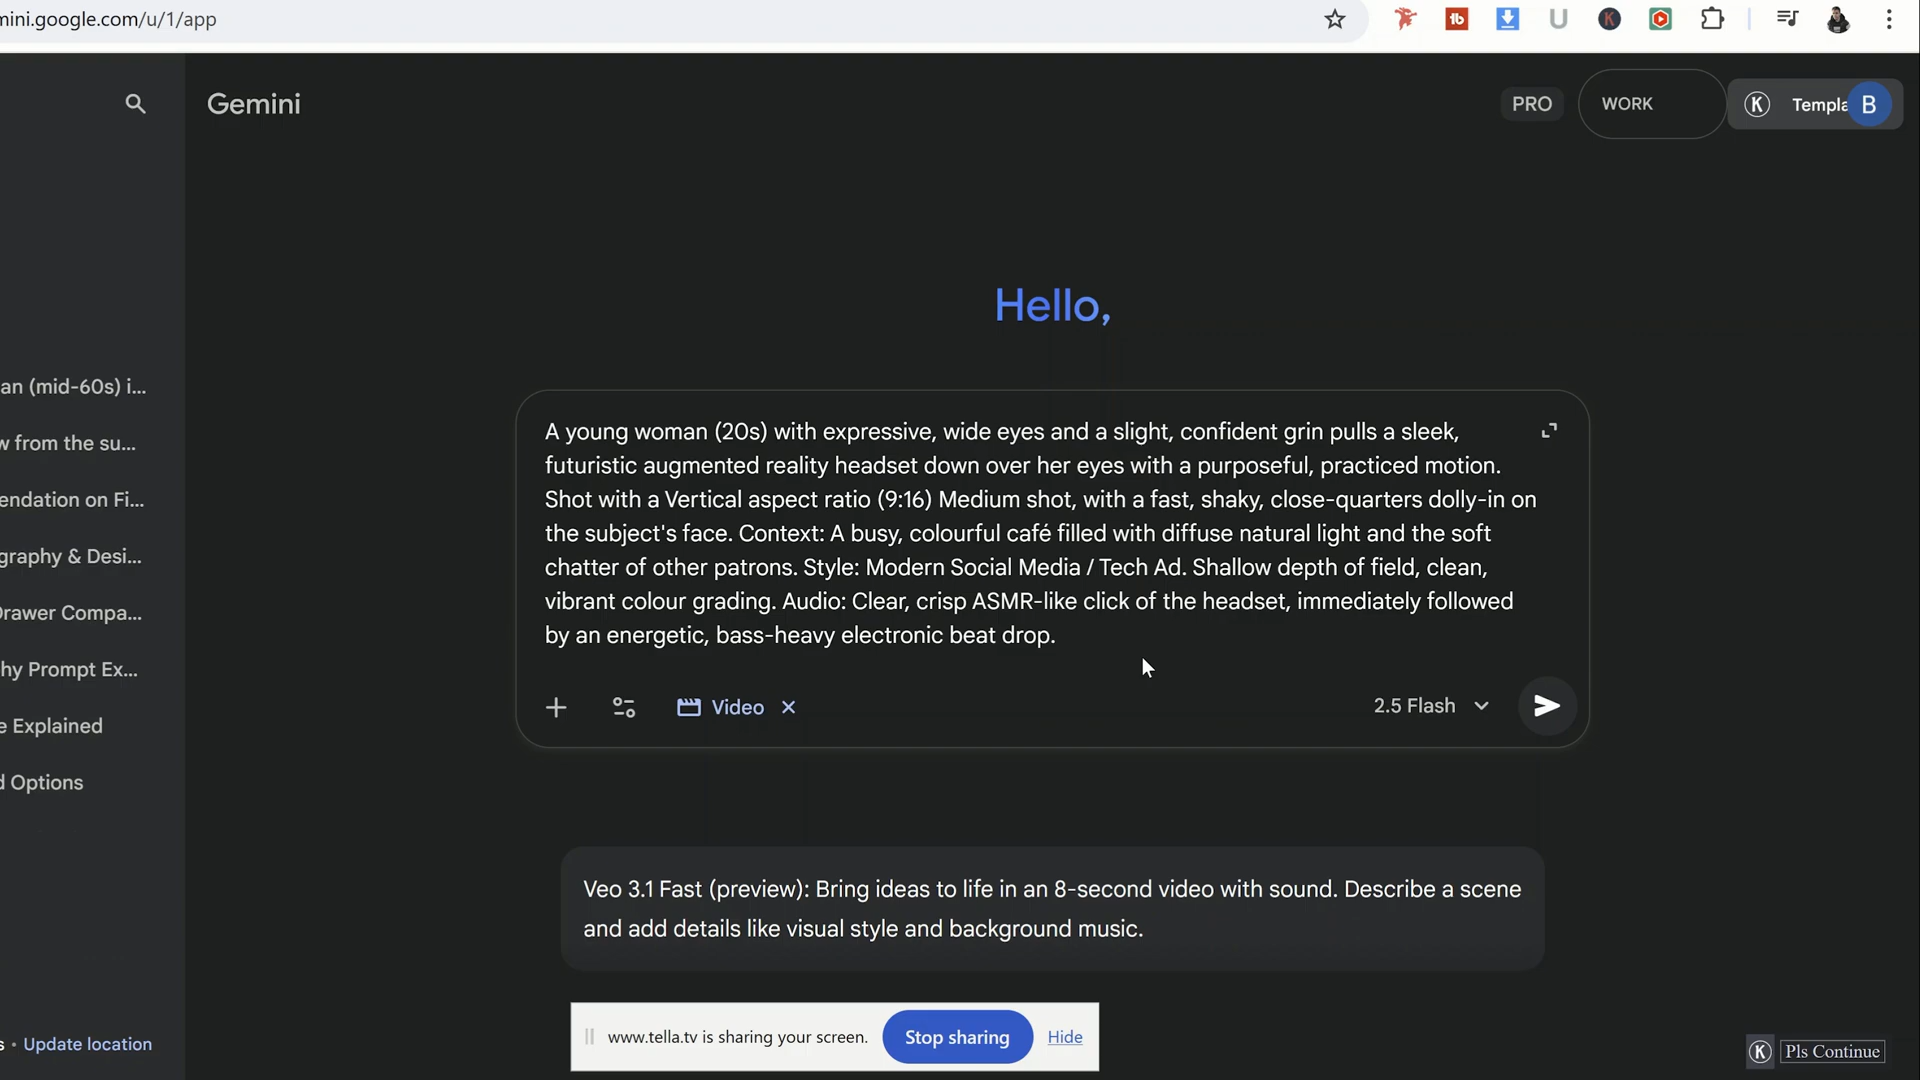 mini.google.com/u/1/app
Gemini
PRO
WORK
K
Templa
B
Hello,
an (mid-60s) i...
w from the su...
endation on Fi...
graphy & Desi...
Drawer Compa...
hy Prompt Ex...
e Explained
d Options
A young woman (20s) with expressive, wide eyes and a slight, confident grin pulls a sleek,
futuristic augmented reality headset down over her eyes with a purposeful, practiced motion.
Shot with a Vertical aspect ratio (9:16) Medium shot, with a fast, shaky, close-quarters dolly-in on
the subject's face. Context: A busy, colourful café filled with diffuse natural light and the soft
chatter of other patrons. Style: Modern Social Media / Tech Ad. Shallow depth of field, clean,
vibrant colour grading. Audio: Clear, crisp ASMR-like click of the headset, immediately followed
by an energetic, bass-heavy electronic beat drop.
Video
2.5 Flash
Veo 3.1 Fast (preview): Bring ideas to life in an 8-second video with sound. Describe a scene
and add details like visual style and background music.
www.tella.tv is sharing your screen.
Stop sharing
Hide
s • Update location
K
Pls Continue